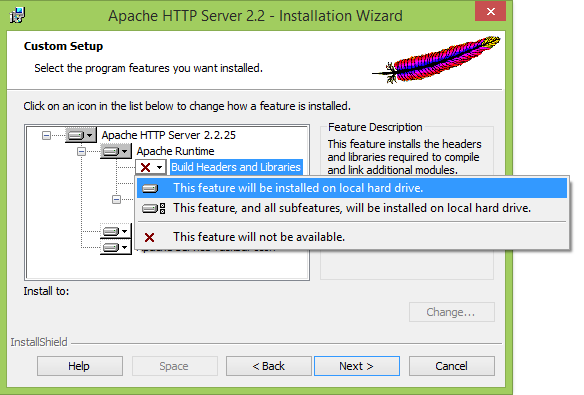 Apache HTTP Server 2.2 - Installation Wizard
Custom Setup
Select the program features you want installed.
Click on an icon in the list below to change how a feature is installed.
Apache HTTP Server 2.2.25
Apache Runtime
Build Headers and Libraries
This feature will be installed on local hard drive.
This feature, and all subfeatures, will be installed on local hard drive.
This feature will not be available.
Feature Description
This feature installs the headers
and libraries required to compile
and link additional modules.
Install to:
Change...
InstallShield
Help
Space
< Back
Next >
Cancel